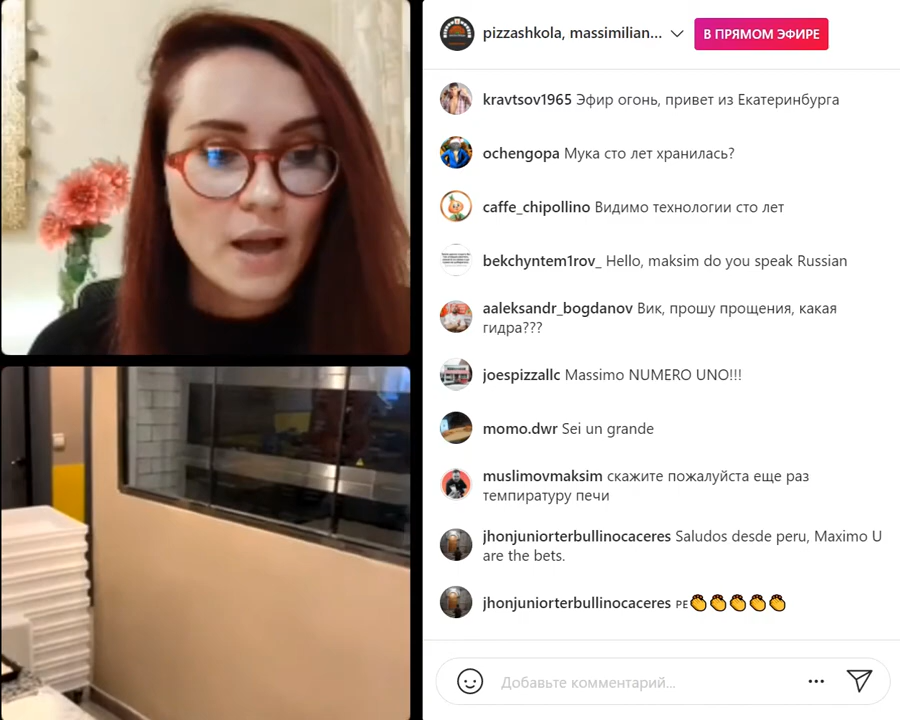 pizzashkola, massimilian...
В ПРЯМОМ ЭФИРЕ
kravtsov1965 Эфир огонь, привет из Екатеринбурга
ochengopa Мука сто лет хранилась?
caffe_chipollino Видимо технологии сто лет
bekchyntem1rov_ Hello, maksim do you speak Russian
aaleksandr_bogdanov Вик, прошу прощения, какая
гидра???
joespizzallc Massimo NUMERO UNO!!!
momo.dwr Sei un grande
muslimovmaksim скажите пожалуйста еще раз
темпиратуру печи
jhonjuniorterbullinocaceres Saludos desde peru, Maximo U
are the bets.
jhonjuniorterbullinocaceres PE👏👏👏👏👏
Добавьте комментарий...